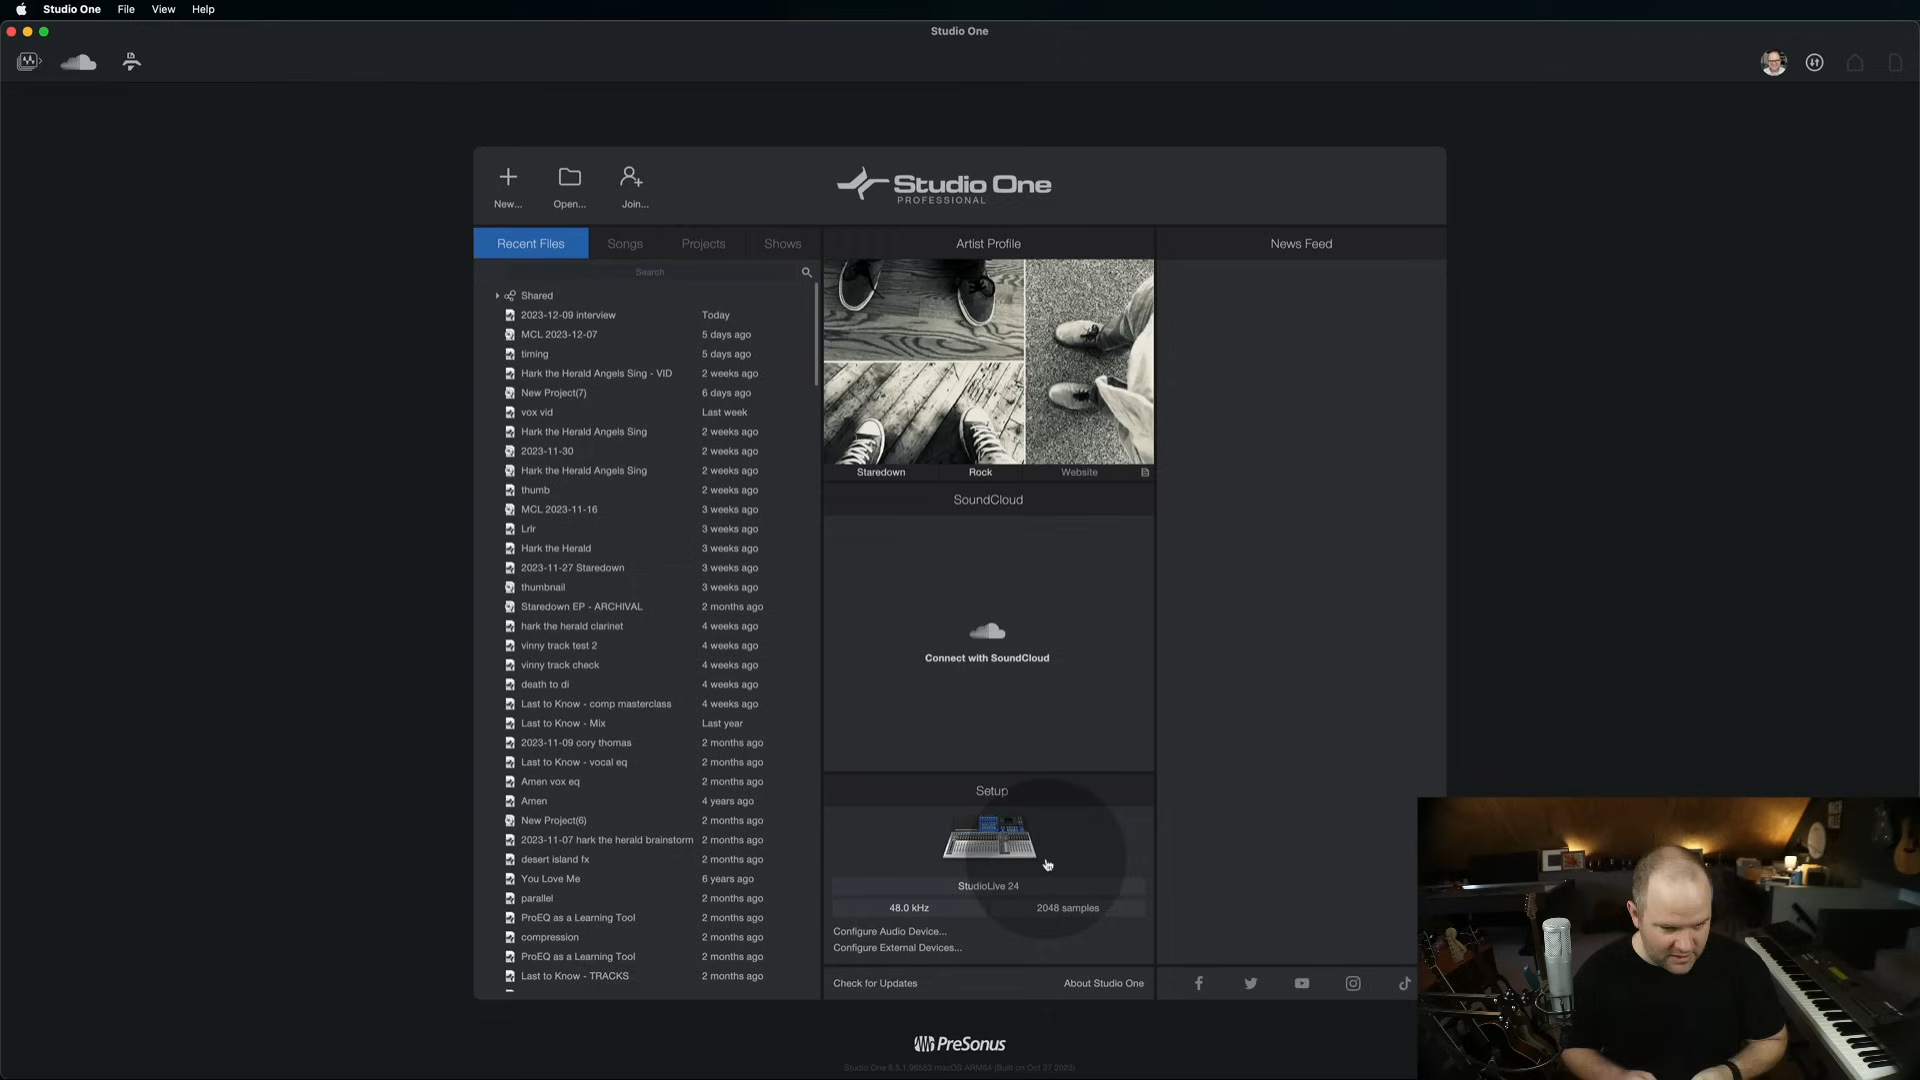 Studio One File View Help
Studio One
New...
Open...
Join...
Studio One
PROFESSIONAL
Recent Files
Songs
Projects
Shows
Search
Shared
2023-12-09 interview Today
MCL 2023-12-07 5 days ago
timing 5 days ago
Hark the Herald Angels Sing - VID 2 weeks ago
New Project(7) 6 days ago
vox vid Last week
Hark the Herald Angels Sing 2 weeks ago
2023-11-30 2 weeks ago
Hark the Herald Angels Sing 2 weeks ago
thumb 2 weeks ago
MCL 2023-11-16 3 weeks ago
Lrlr 3 weeks ago
Hark the Herald 3 weeks ago
2023-11-27 Staredown 3 weeks ago
thumbnail 3 weeks ago
Staredown EP - ARCHIVAL 2 months ago
hark the herald clarinet 4 weeks ago
vinny track test 2 4 weeks ago
vinny track check 4 weeks ago
death to di 4 weeks ago
Last to Know - comp masterclass 4 weeks ago
Last to Know - Mix Last year
2023-11-09 cory thomas 2 months ago
Last to Know - vocal eq 2 months ago
Amen vox eq 2 months ago
Amen 4 years ago
New Project(6) 2 months ago
2023-11-07 hark the herald brainstorm 2 months ago
desert island fx 2 months ago
You Love Me 6 years ago
parallel 2 months ago
ProEQ as a Learning Tool 2 months ago
compression 2 months ago
ProEQ as a Learning Tool 2 months ago
Last to Know - TRACKS 2 months ago
Artist Profile
Staredown Rock Website
SoundCloud
Connect with SoundCloud
Setup
StudioLive 24
48.0 kHz 2048 samples
Configure Audio Device...
Configure External Devices...
Check for Updates About Studio One
News Feed
PreSonus
Studio One 6.5.1.96553 macOS ARM64 (Built on Oct 27 2023)